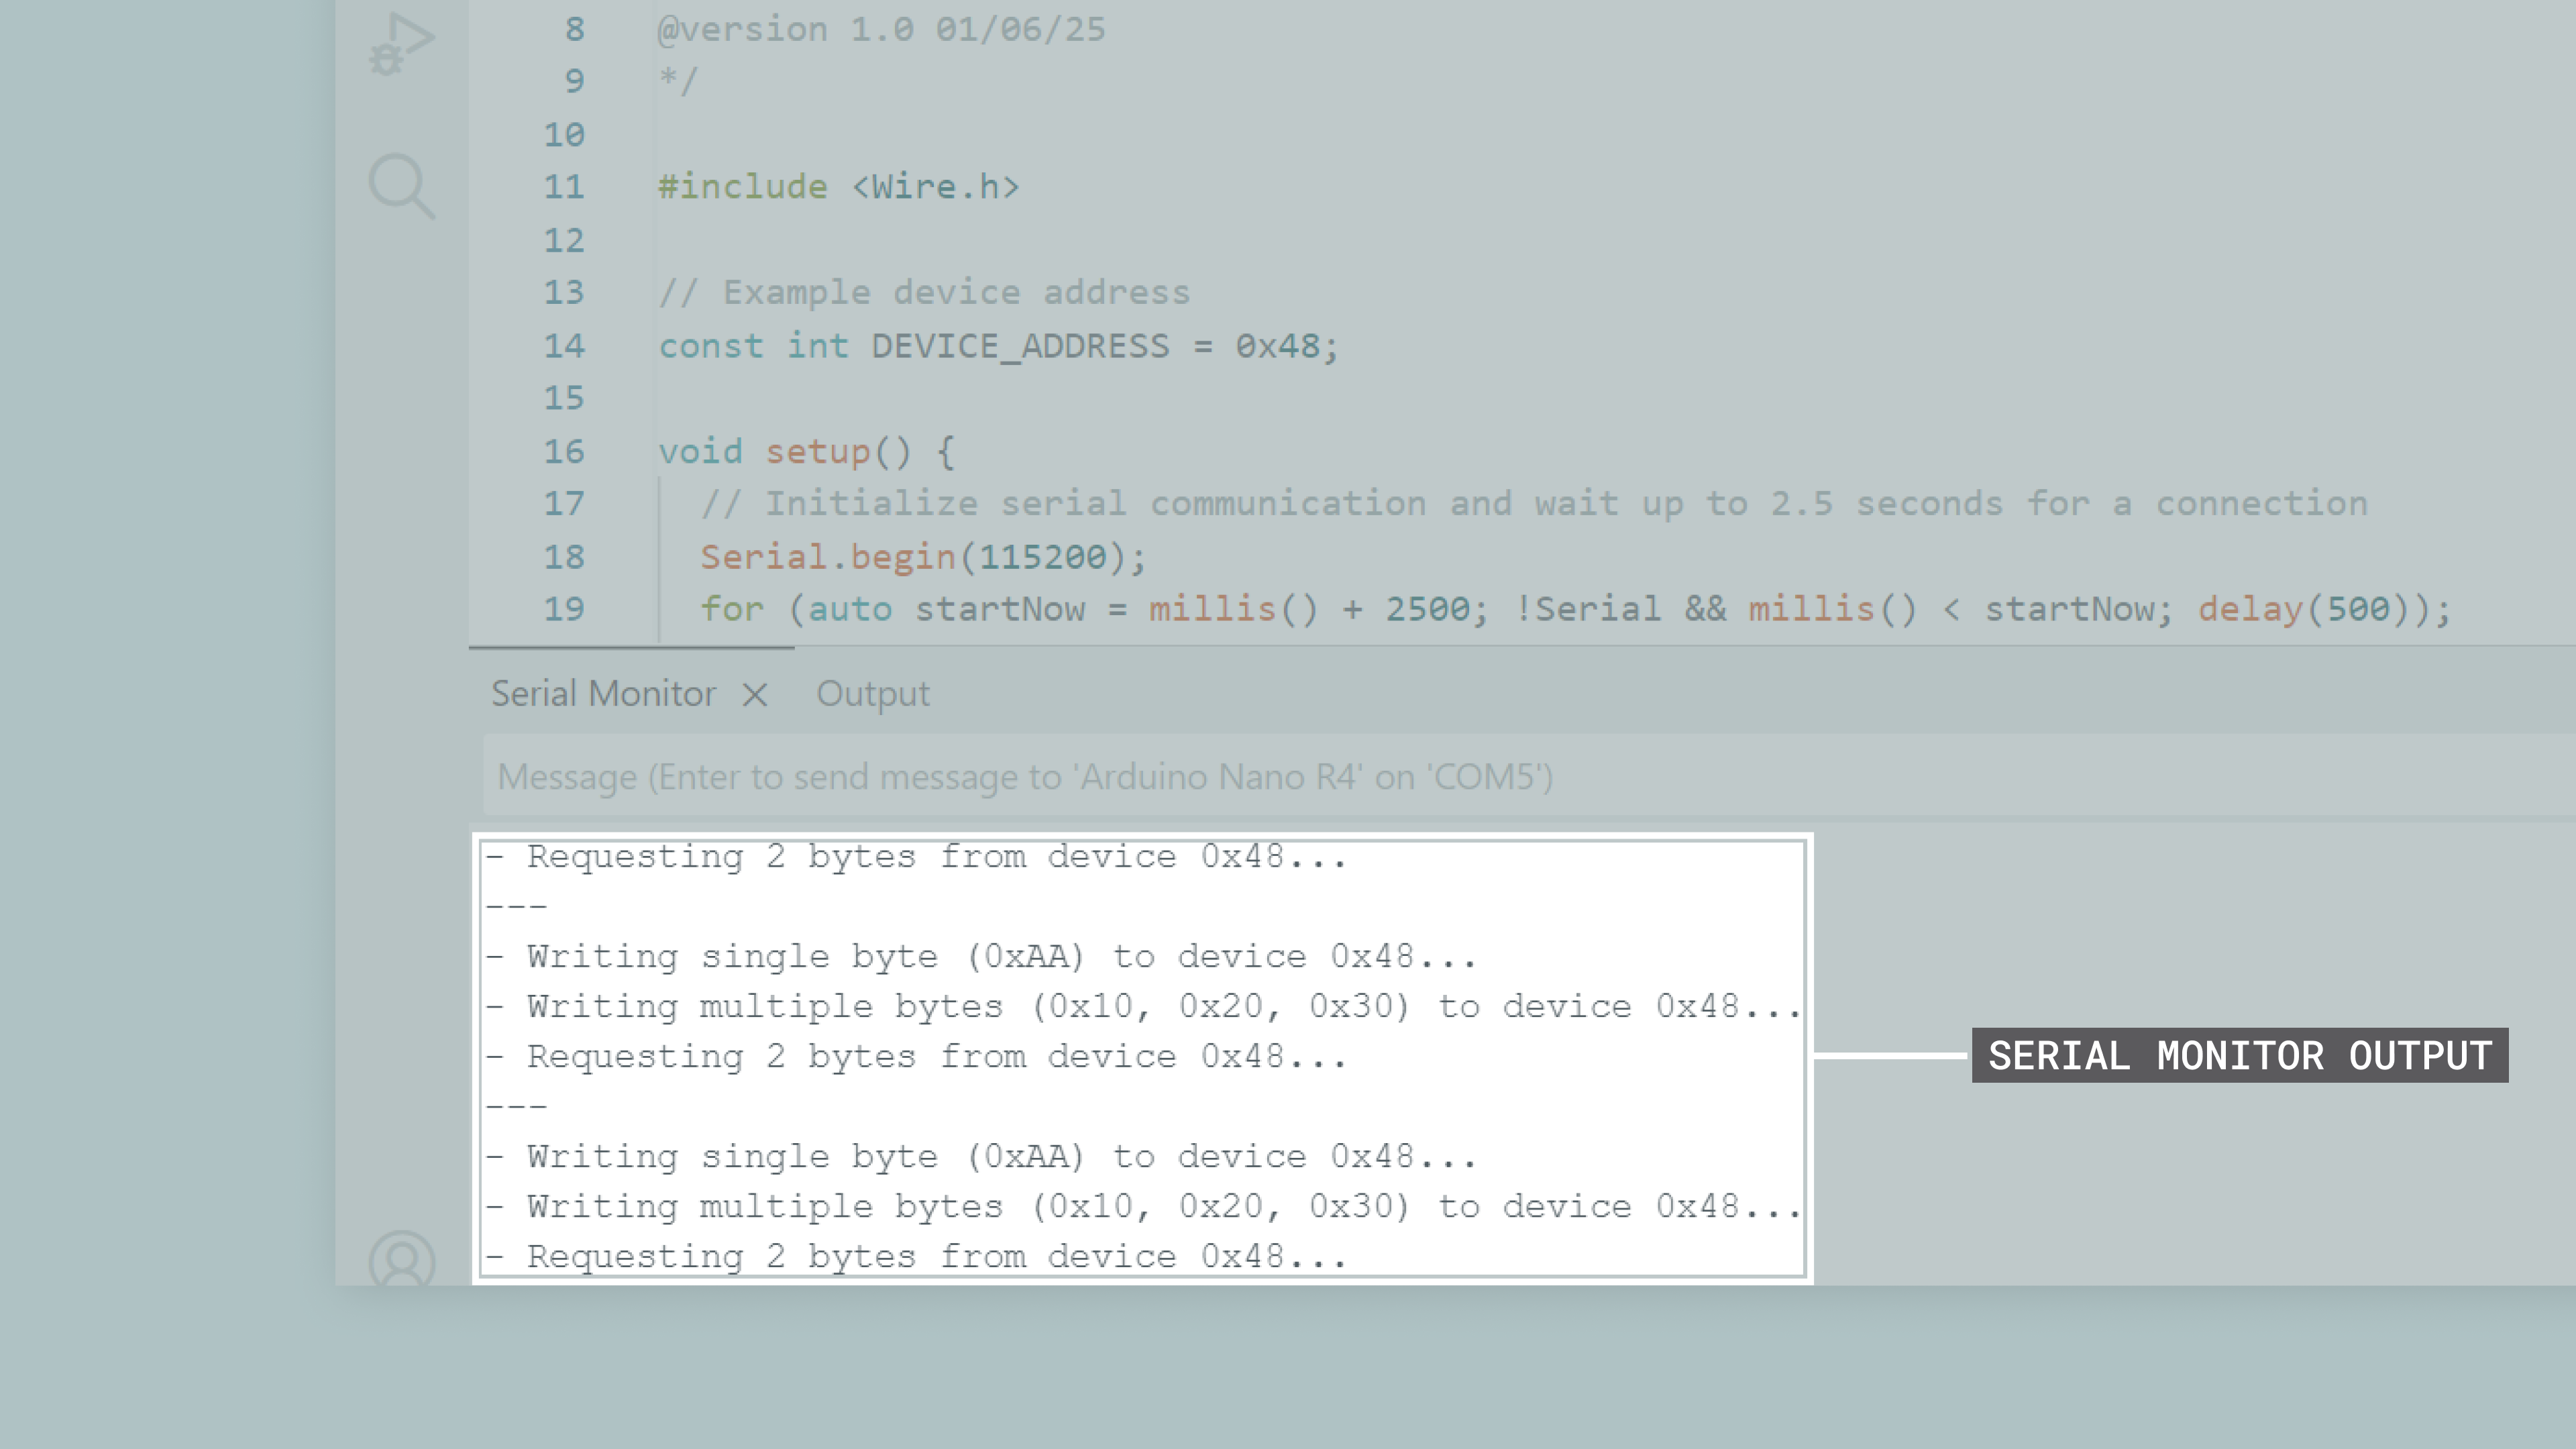 8 @version 1.0 01/06/25
9 */
10
11 #include <Wire.h>
12
13 // Example device address
14 const int DEVICE_ADDRESS = 0x48;
15
16 void setup() {
17 // Initialize serial communication and wait up to 2.5 seconds for a connection
18 Serial.begin(115200);
19 for (auto startNow = millis() + 2500; !Serial && millis() < startNow; delay(500));
Serial Monitor × Output
Message (Enter to send message to 'Arduino Nano R4' on 'COM5')
- Requesting 2 bytes from device 0x48...
---
- Writing single byte (0xAA) to device 0x48...
- Writing multiple bytes (0x10, 0x20, 0x30) to device 0x48...
- Requesting 2 bytes from device 0x48...
---
- Writing single byte (0xAA) to device 0x48...
- Writing multiple bytes (0x10, 0x20, 0x30) to device 0x48...
- Requesting 2 bytes from device 0x48...
SERIAL MONITOR OUTPUT